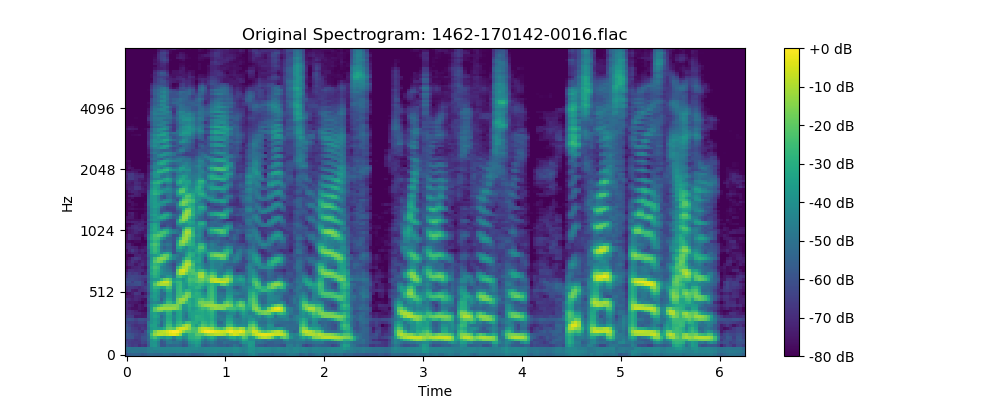 Original Spectrogram: 1462-170142-0016.flac
Hz
4096
2048
1024
512
0
0 1 2 3 4 5 6
Time
+0 dB
-10 dB
-20 dB
-30 dB
-40 dB
-50 dB
-60 dB
-70 dB
-80 dB